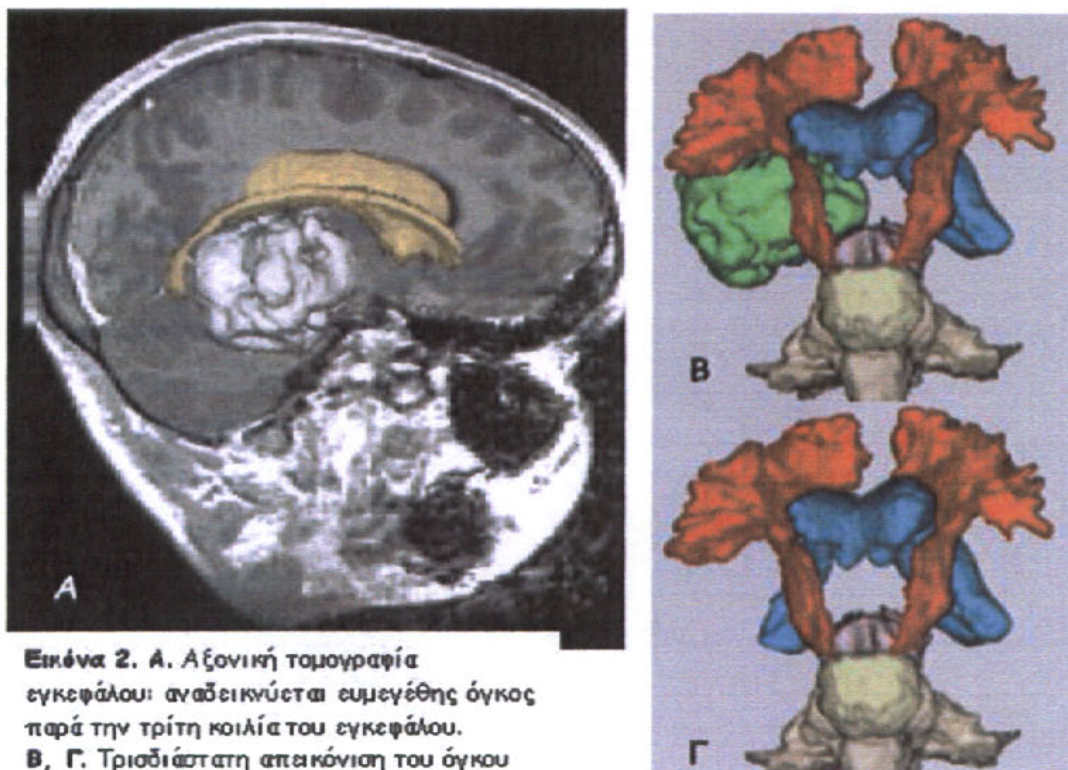 A
B
Γ
Εικόνα 2. Α. Αξονική τομογραφία
εγκεφάλου: αναδεικνύεται ευμεγέθης όγκος
παρά την τρίτη κοιλία του εγκεφάλου.
Β, Γ. Τρισδιάστατη απεικόνιση του όγκου